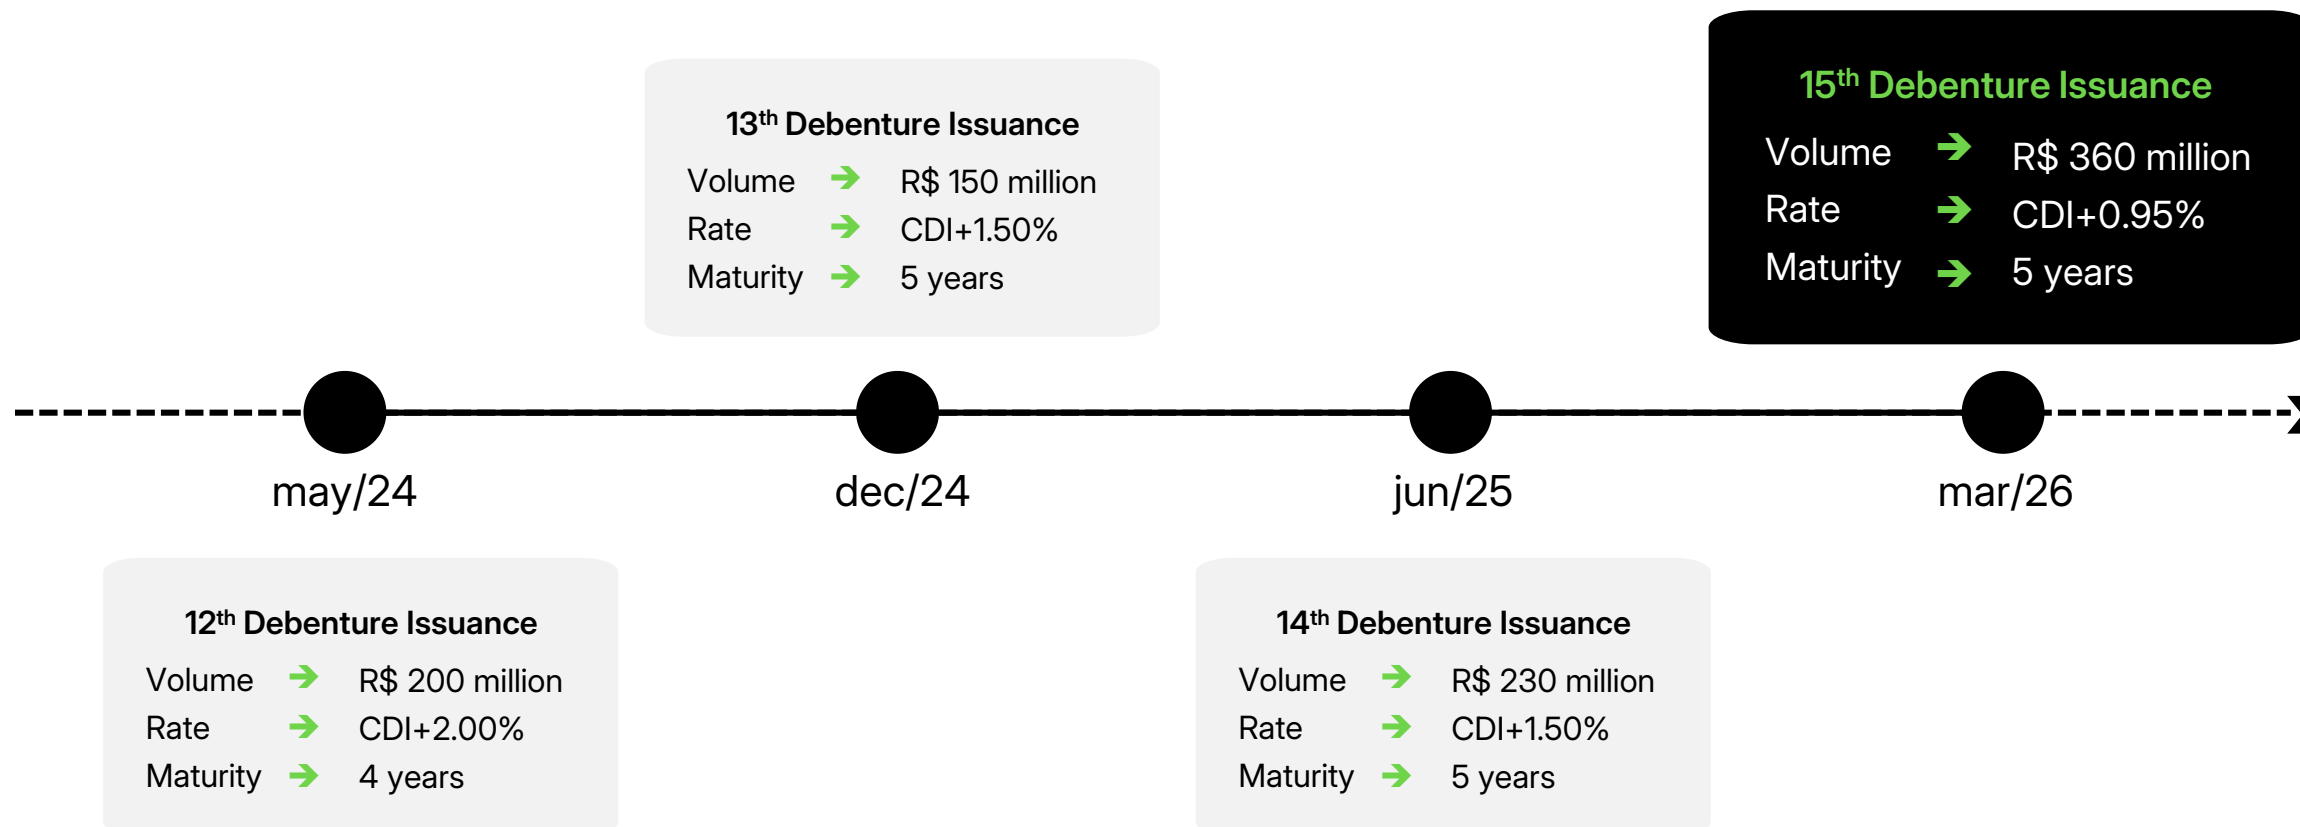 13th Debenture Issuance
Volume → R$ 150 million
Rate → CDI+1.50%
Maturity → 5 years
15th Debenture Issuance
Volume → R$ 360 million
Rate → CDI+0.95%
Maturity → 5 years
may/24
dec/24
jun/25
mar/26
12th Debenture Issuance
Volume → R$ 200 million
Rate → CDI+2.00%
Maturity → 4 years
14th Debenture Issuance
Volume → R$ 230 million
Rate → CDI+1.50%
Maturity → 5 years